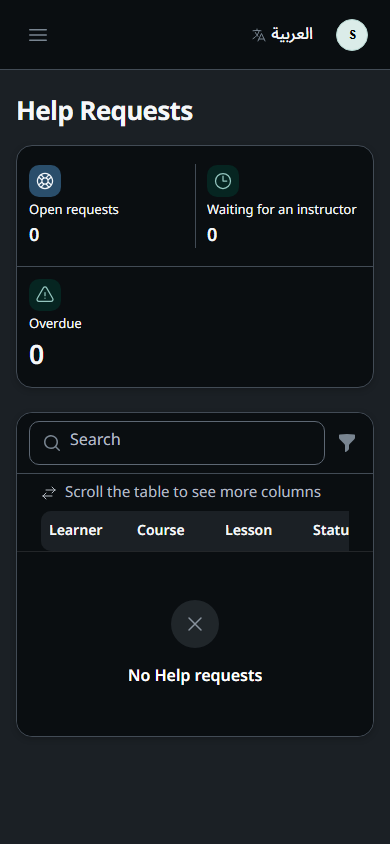 العربية
S
Help Requests
Open requests
0
Waiting for an instructor
0
Overdue
0
Search
Scroll the table to see more columns
Learner Course Lesson Statu
No Help requests